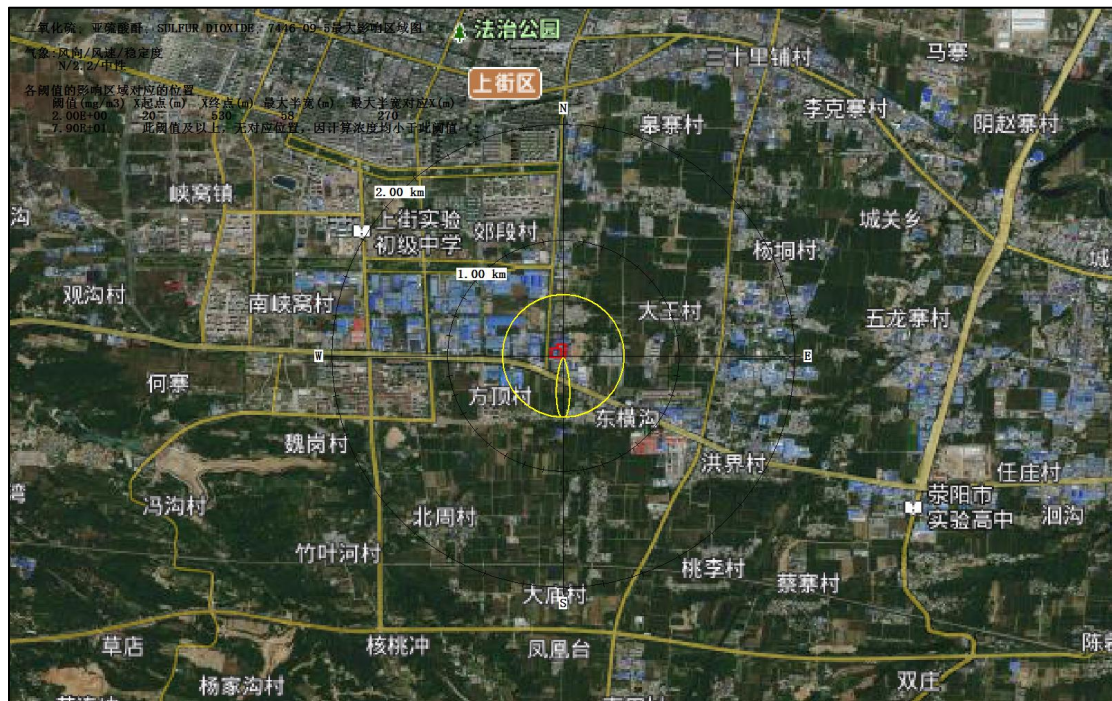 二氧化硫; 亚硫酸酐; SULFUR DIOXIDE; 7446-09-5最大影响区域图
气象:风向/风速/稳定度
N/2.2/中性
各阈值的影响区域对应的位置
阈值(mg/m3) X起点(m) X终点(m) 最大半宽(m) 最大半宽对应X(m)
2.00E+00 -20 530 58 270
7.90E+01 此阈值及以上,无对应位置,因计算浓度均小于此阈值
法治公园
三十里铺村
马寨
上街区
N
李克寨村
皋寨村
阴赵寨村
峡窝镇
2.00 km
沟
上街实验
初级中学
郊段村
城关乡
杨垌村
城
1.00 km
观沟村
南峡窝村
大王村
五龙寨村
W
E
何寨
方顶村
东横沟
魏岗村
洪界村
任庄村
湾
冯沟村
荥阳市
实验高中
洄沟
北周村
竹叶河村
桃李村
蔡寨村
大庙村
S
草店
核桃冲
凤凰台
双庄
杨家沟村